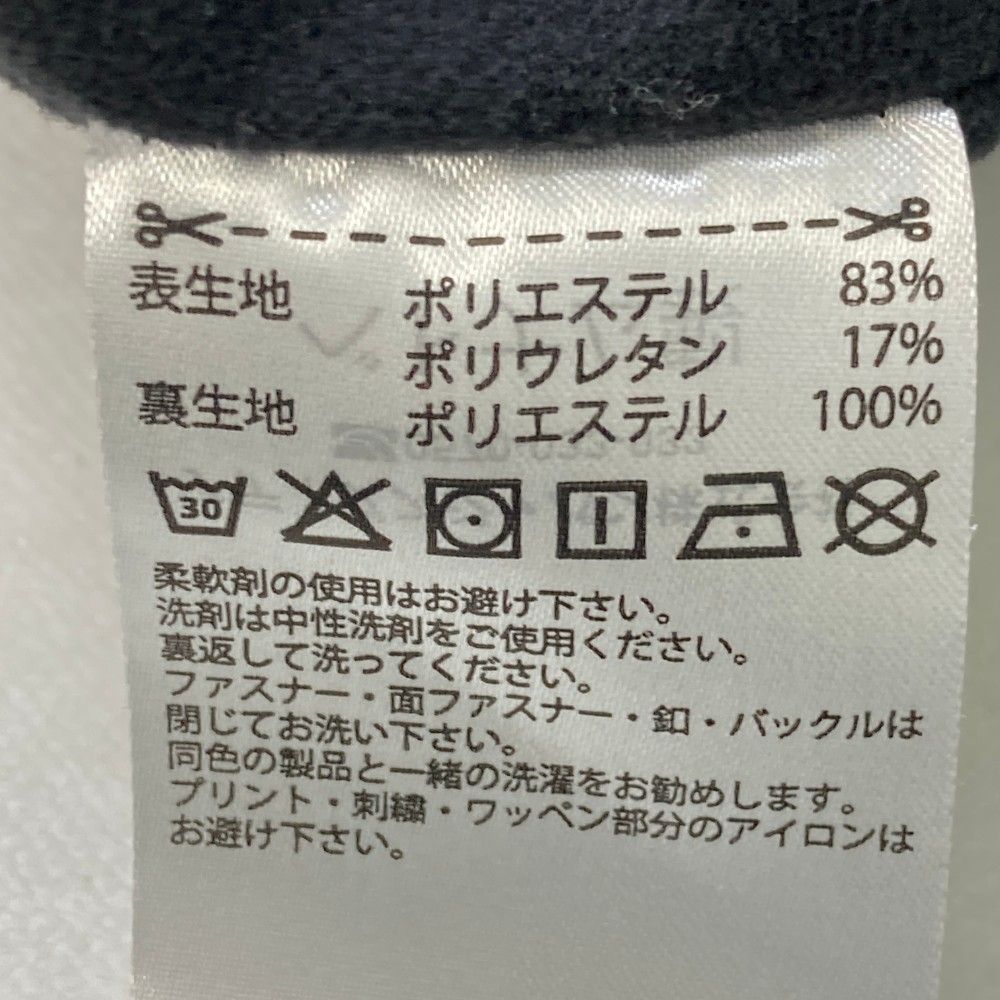 表生地 ポリエステル 83%
ポリウレタン 17%
裏生地 ポリエステル 100%
30
柔軟剤の使用はお避け下さい。
洗剤は中性洗剤をご使用ください。
裏返して洗ってください。
ファスナー・面ファスナー・釦・バックルは
閉じてお洗い下さい。
同色の製品と一緒の洗濯をお勧めします。
プリント・刺繍・ワッペン部分のアイロンは
お避け下さい。